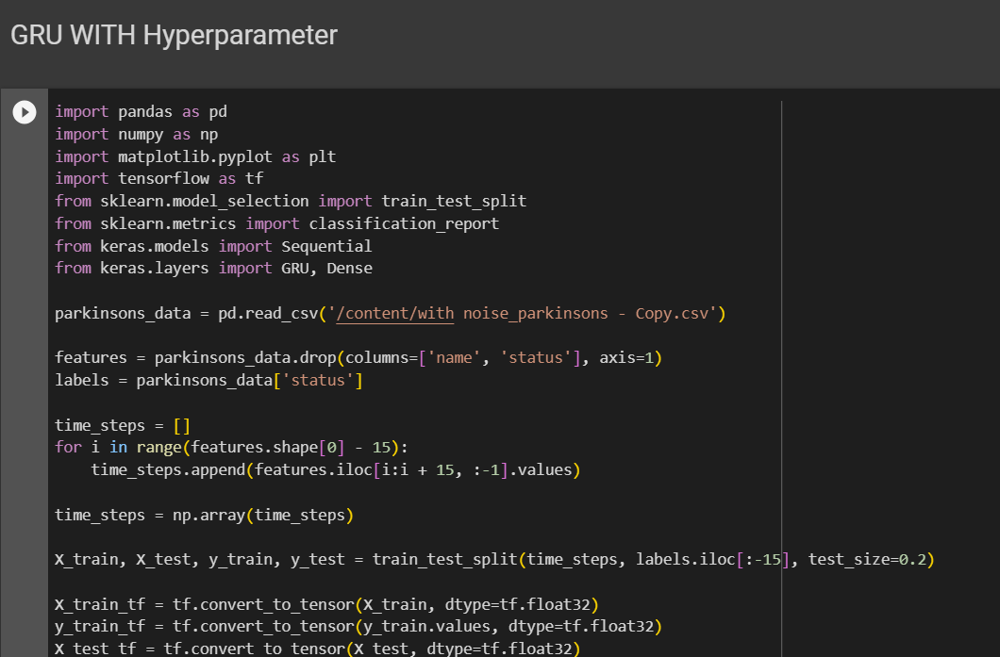 GRU WITH Hyperparameter
import pandas as pd
import numpy as np
import matplotlib.pyplot as plt
import tensorflow as tf
from sklearn.model_selection import train_test_split
from sklearn.metrics import classification_report
from keras.models import Sequential
from keras.layers import GRU, Dense
parkinsons_data = pd.read_csv('/content/with noise_parkinsons - Copy.csv')
features = parkinsons_data.drop(columns=['name', 'status'], axis=1)
labels = parkinsons_data['status']
time_steps = []
for i in range(features.shape[0] - 15):
    time_steps.append(features.iloc[i:i + 15, :-1].values)
time_steps = np.array(time_steps)
X_train, X_test, y_train, y_test = train_test_split(time_steps, labels.iloc[:-15], test_size=0.2)
X_train_tf = tf.convert_to_tensor(X_train, dtype=tf.float32)
y_train_tf = tf.convert_to_tensor(y_train.values, dtype=tf.float32)
X_test_tf = tf.convert_to_tensor(X_test, dtype=tf.float32)